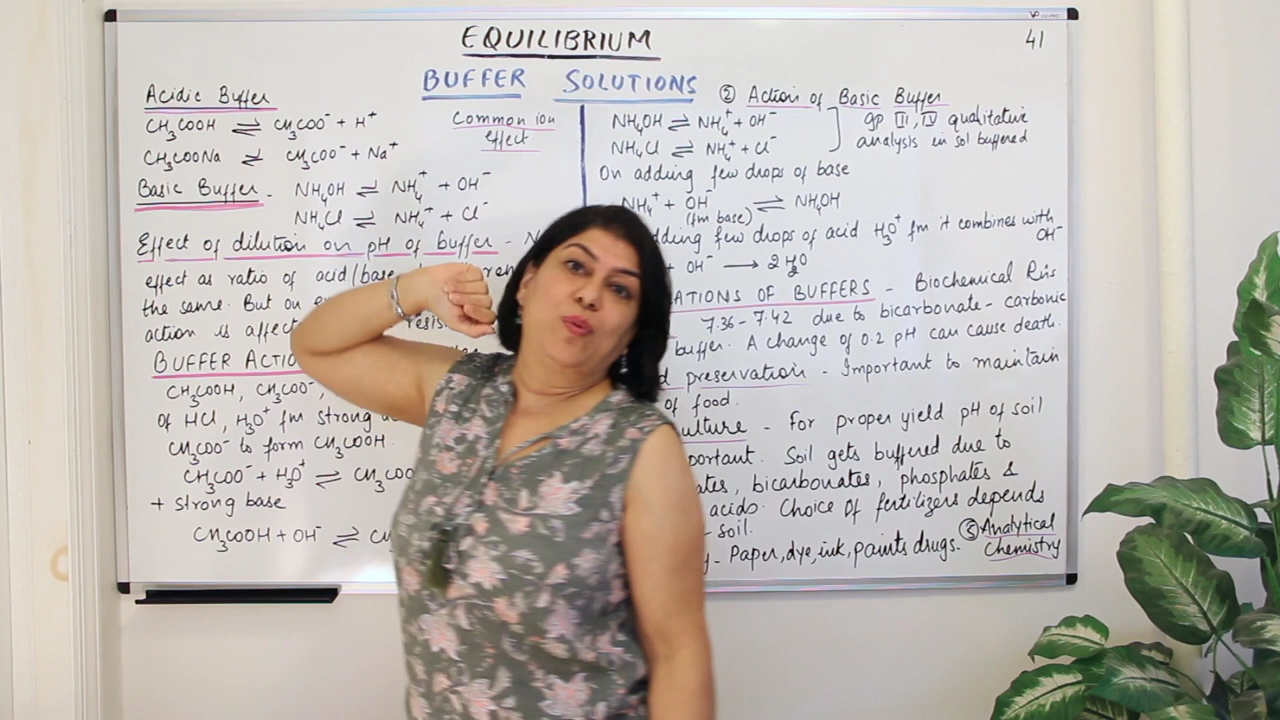 EQUILIBRIUM
41
BUFFER SOLUTIONS
Acidic Buffer
CH3COOH ⇌ CH3COO⁻ + H⁺
CH3COONa ⇌ CH3COO⁻ + Na⁺
Common ion
effect.
Basic Buffer - NH4OH ⇌ NH4⁺ + OH⁻
NH4Cl ⇌ NH4⁺ + Cl⁻
Effect of dilution on pH of buffer -
effect as ratio of acid/base
the same. But on
action is
BUFFER
CH3COOH, CH3COO⁻,
of HCl, H3O⁺ fm strong
CH3COO⁻ to form CH3COOH.
CH3COO⁻ + H3O⁺ ⇌
+ strong base
CH3COOH + OH⁻ ⇌
② Action of Basic Buffer
NH4OH ⇌ NH4⁺ + OH⁻
NH4Cl ⇌ NH4⁺ + Cl⁻
gp III, IV qualitative
analysis in sol buffered
On adding few drops of base
NH4⁺ + OH⁻ ⇌ NH4OH
(fm base)
adding few drops of acid H3O⁺ fm it combines with
OH⁻
+ OH⁻ → 2H2O
OF BUFFERS - Biochemical Rxs
7.36 - 7.42 due to bicarbonate - carbonic
buffer. A change of 0.2 pH can cause death.
preservation - Important to maintain
of food.
- For proper yield pH of soil
Soil gets buffered due to
bicarbonates, phosphates &
acids. Choice of fertilizers depends
soil.
- Paper, dye, ink, paints drugs.
⑤ Analytical
Chemistry